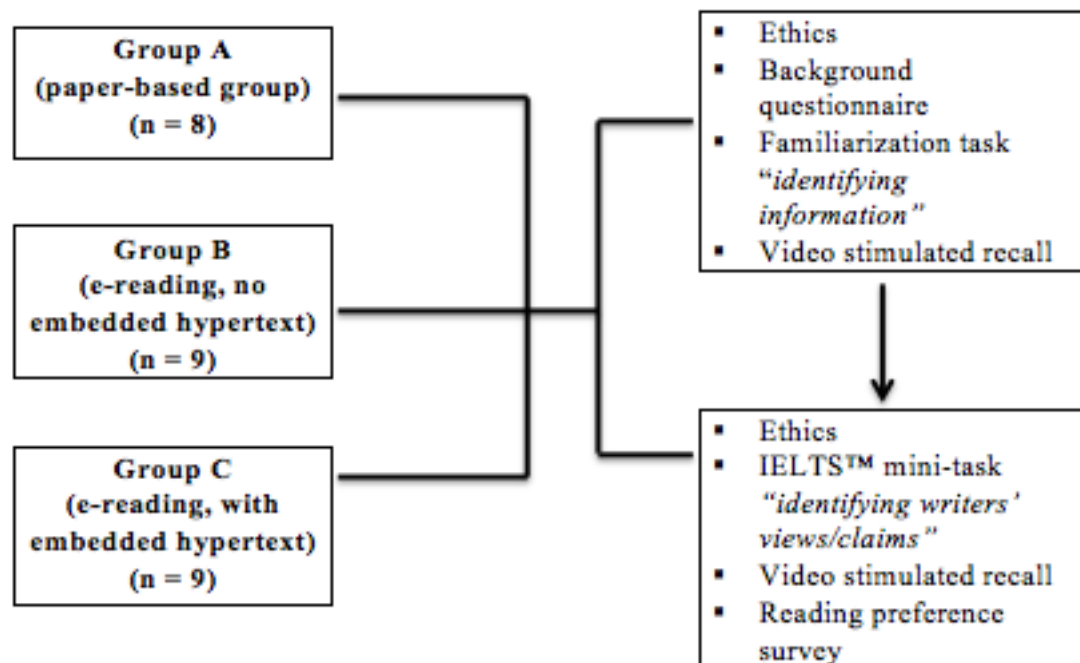 Group A
(paper-based group)
(n = 8)
Group B
(e-reading, no
embedded hypertext)
(n = 9)
Group C
(e-reading, with
embedded hypertext)
(n = 9)
▪ Ethics
▪ Background
questionnaire
▪ Familiarization task
“identifying
information”
▪ Video stimulated recall
▪ Ethics
▪ IELTS™ mini-task
“identifying writers’
views/claims”
▪ Video stimulated recall
▪ Reading preference
survey